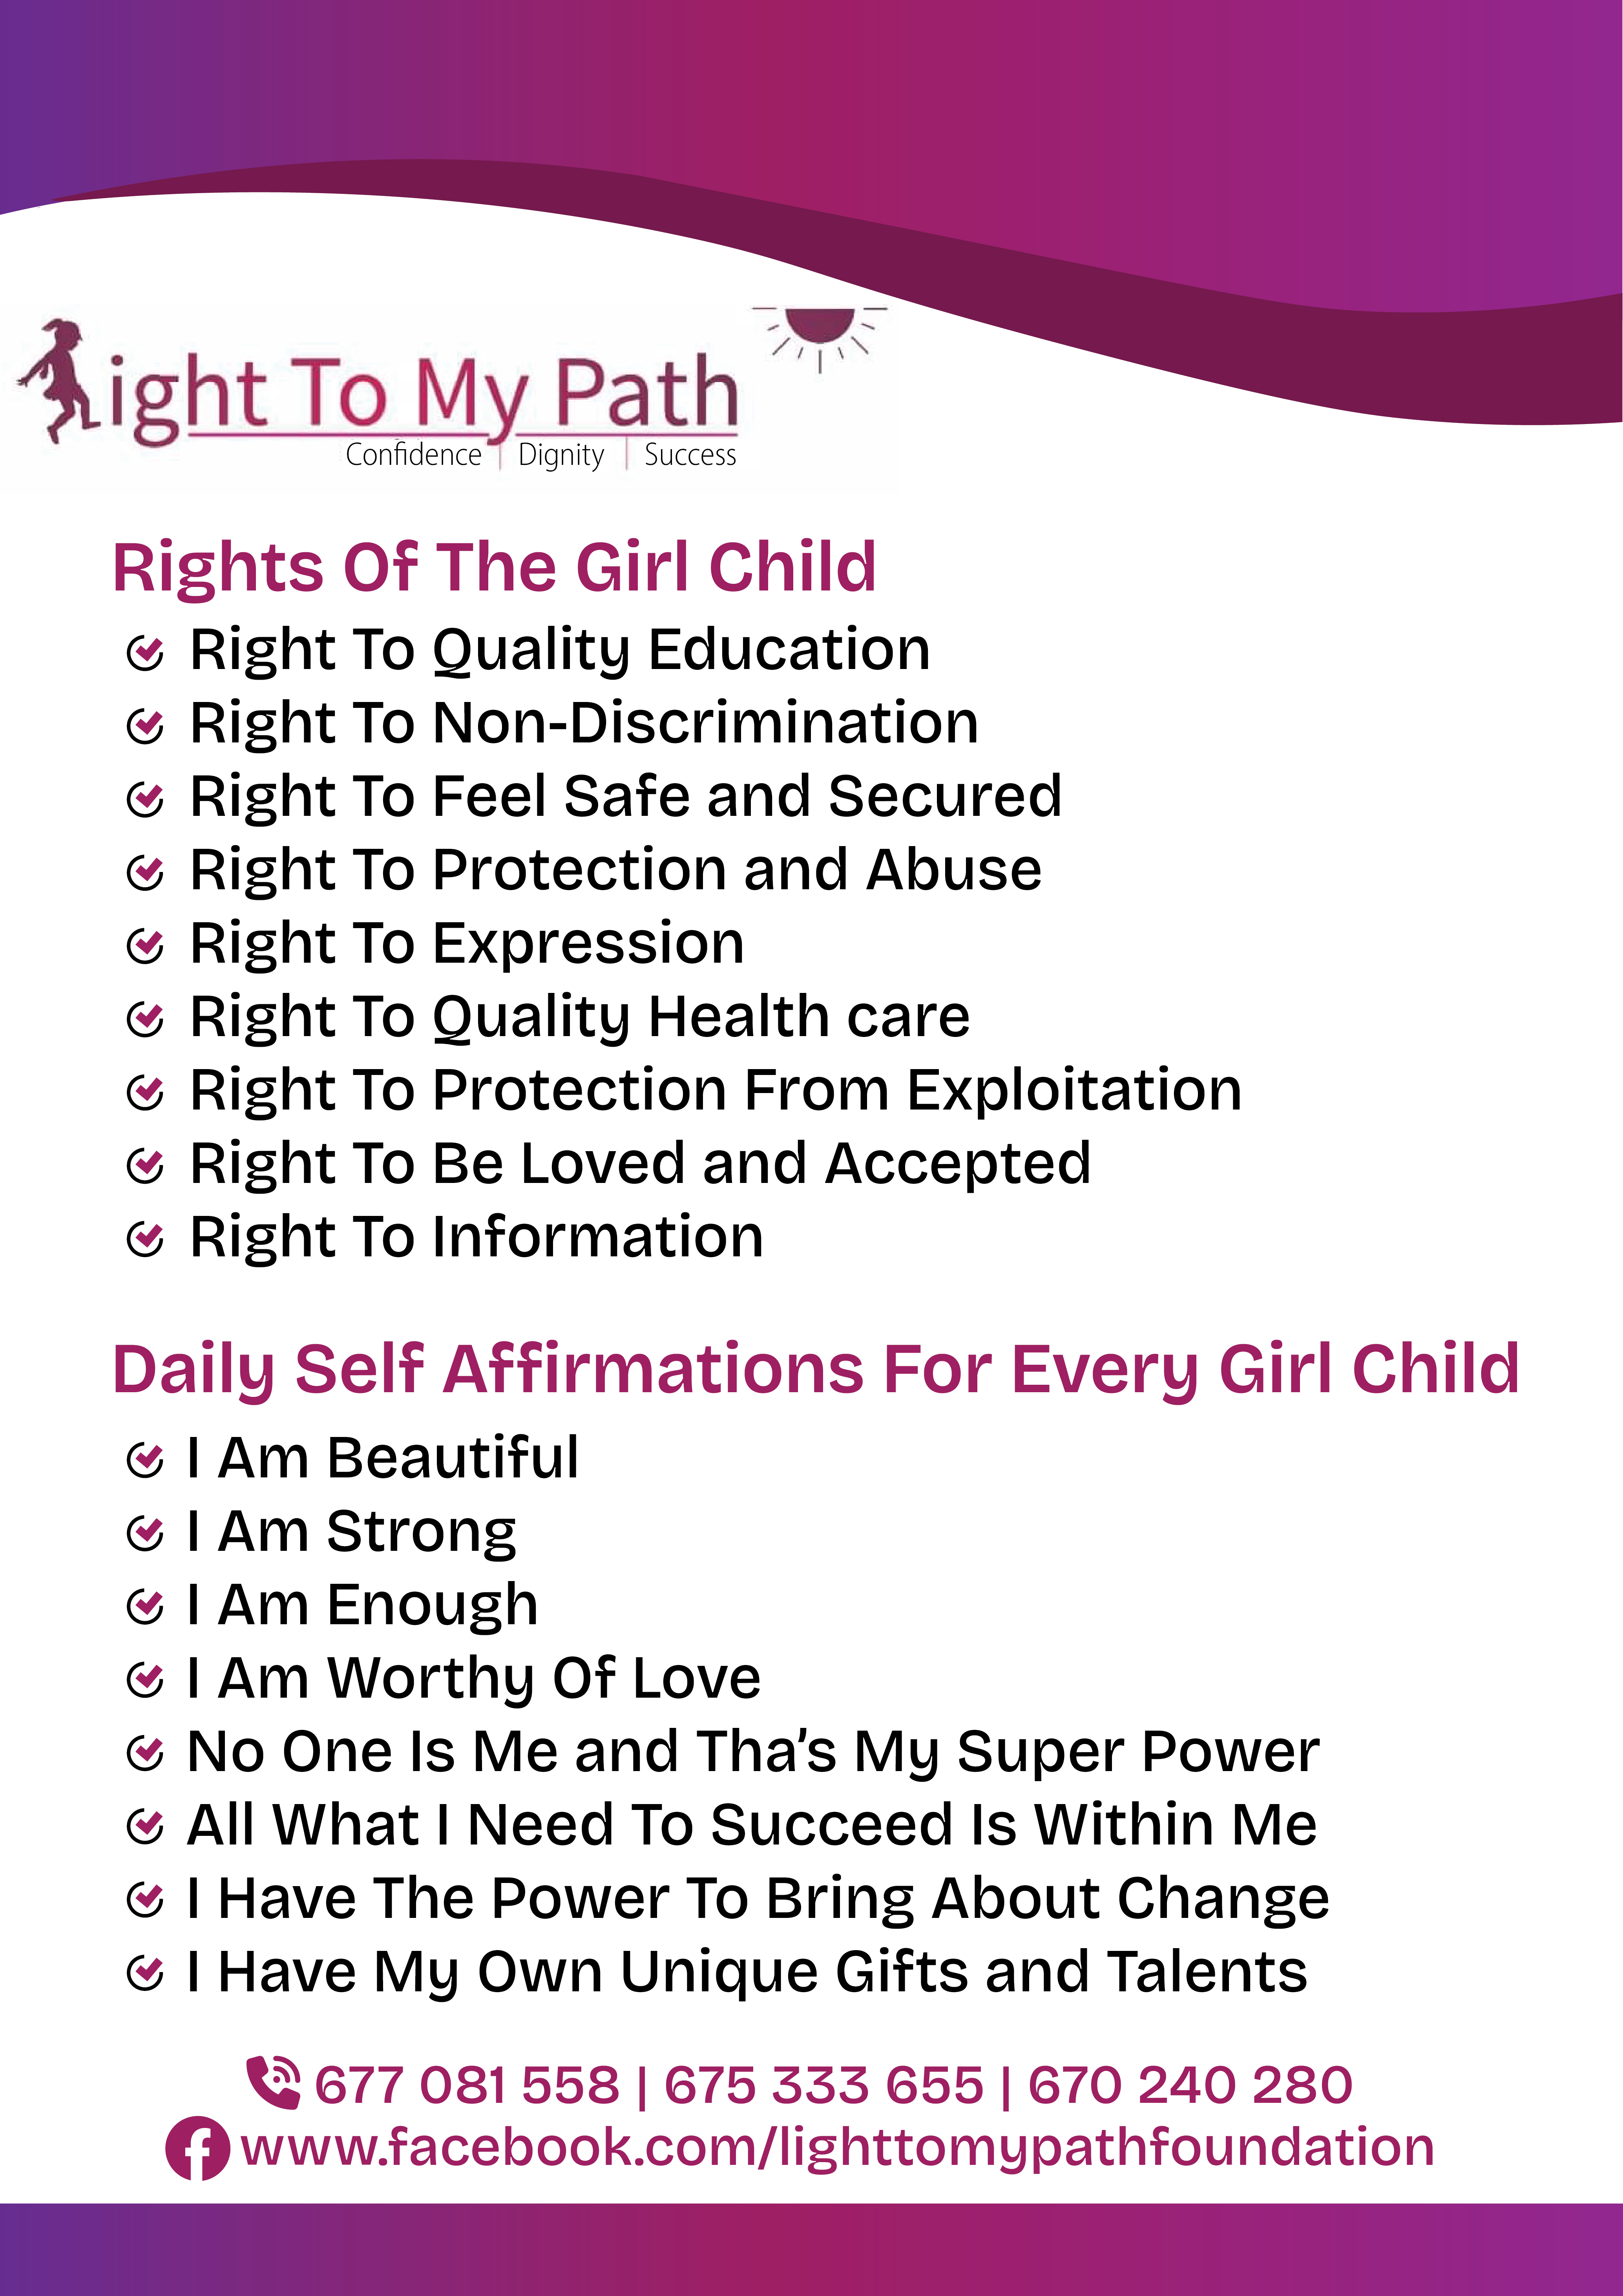 Light To My Path
Confidence | Dignity | Success
Rights Of The Girl Child
Right To Quality Education
Right To Non-Discrimination
Right To Feel Safe and Secured
Right To Protection and Abuse
Right To Expression
Right To Quality Health care
Right To Protection From Exploitation
Right To Be Loved and Accepted
Right To Information
Daily Self Affirmations For Every Girl Child
I Am Beautiful
I Am Strong
I Am Enough
I Am Worthy Of Love
No One Is Me and Tha’s My Super Power
All What I Need To Succeed Is Within Me
I Have The Power To Bring About Change
I Have My Own Unique Gifts and Talents
677 081 558 | 675 333 655 | 670 240 280
www.facebook.com/lighttomypathfoundation